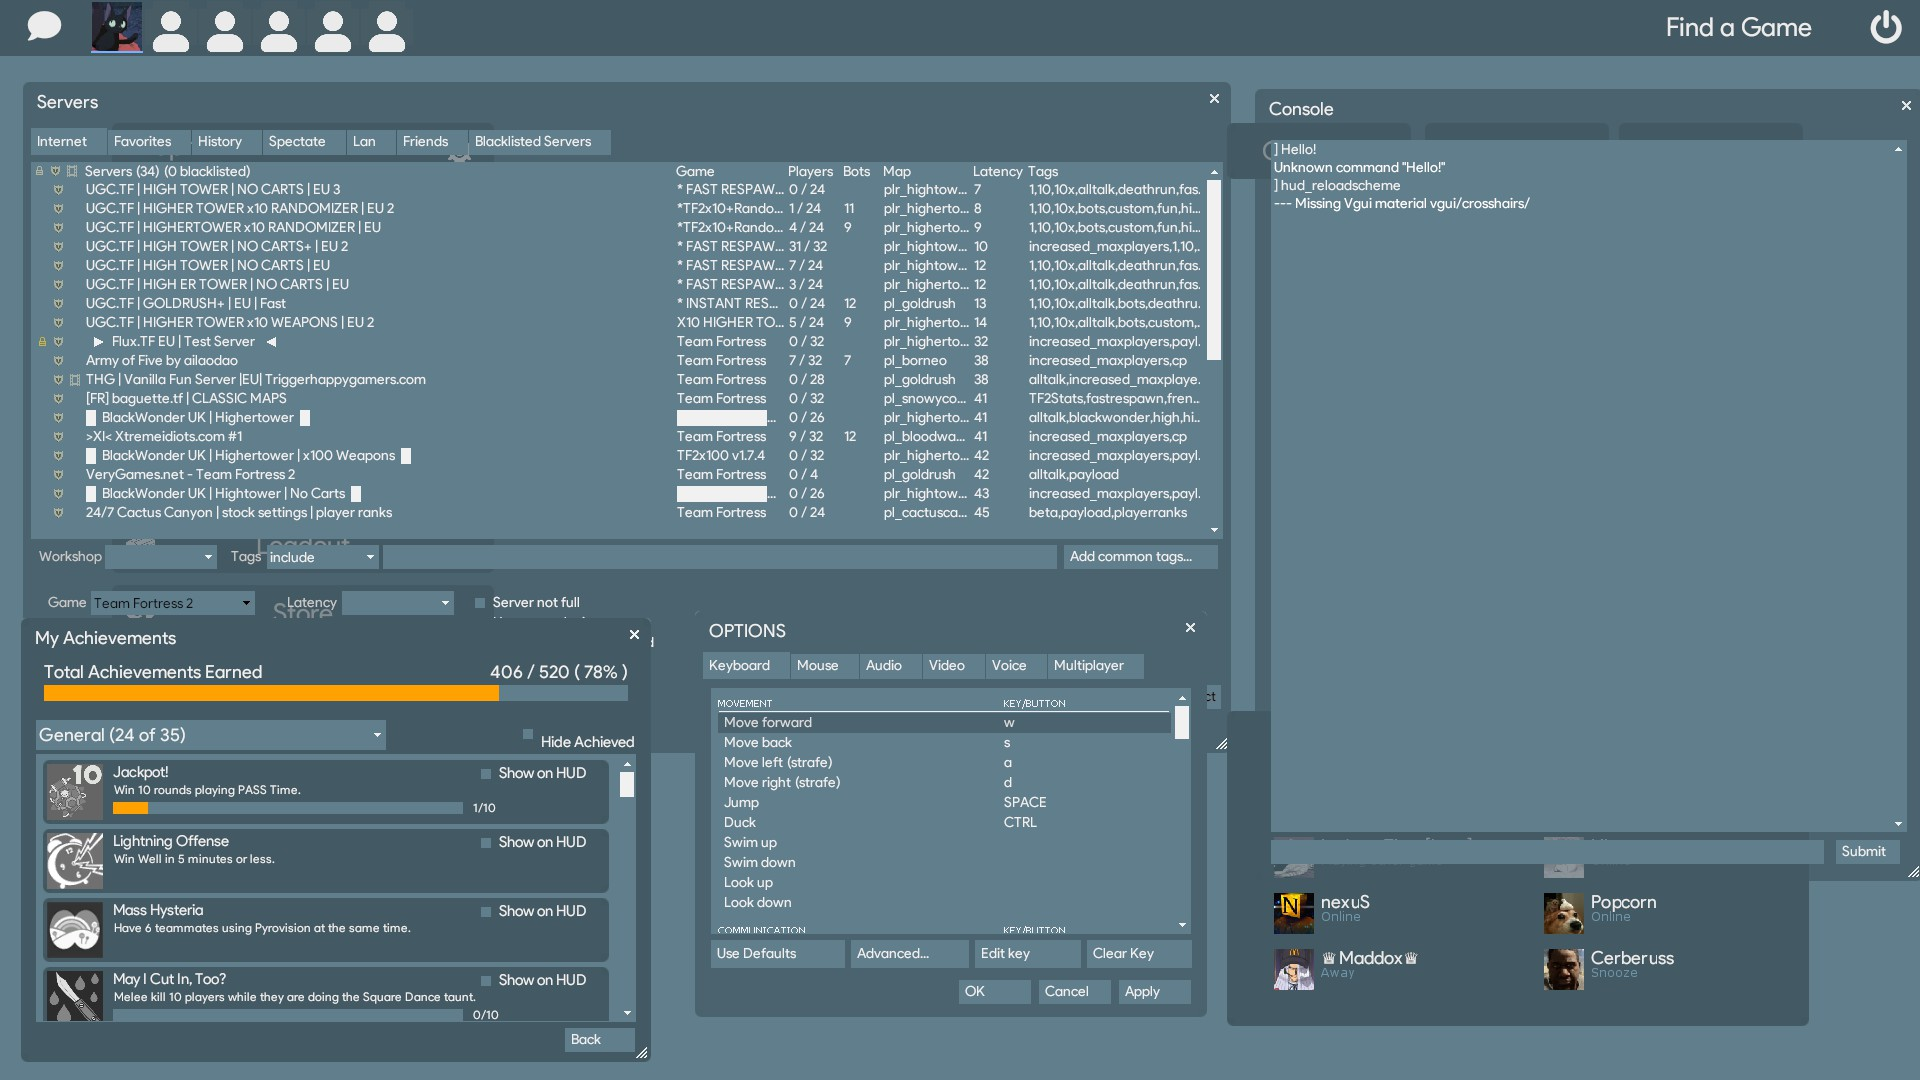 Find a Game
Servers
Internet Favorites History Spectate Lan Friends Blacklisted Servers
Servers (34) (0 blacklisted) Game Players Bots Map Latency Tags
UGC.TF | HIGH TOWER | NO CARTS | EU 3 * FAST RESPAW... 0 / 24 plr_hightow... 7 1,10,10x,alltalk,deathrun,fas.
UGC.TF | HIGHER TOWER x10 RANDOMIZER | EU 2 *TF2x10+Rando... 1 / 24 11 plr_higherto... 8 1,10,10x,bots,custom,fun,hi...
UGC.TF | HIGHERTOWER x10 RANDOMIZER | EU *TF2x10+Rando... 4 / 24 9 plr_higherto... 9 1,10,10x,bots,custom,fun,hi...
UGC.TF | HIGH TOWER | NO CARTS+ | EU 2 * FAST RESPAW... 31 / 32 plr_hightow... 10 increased_maxplayers,1,10,.
UGC.TF | HIGH TOWER | NO CARTS | EU * FAST RESPAW... 7 / 24 plr_hightow... 12 1,10,10x,alltalk,deathrun,fas.
UGC.TF | HIGH ER TOWER | NO CARTS | EU * FAST RESPAW... 3 / 24 plr_higherto... 12 1,10,10x,alltalk,deathrun,fas.
UGC.TF | GOLDRUSH+ | EU | Fast * INSTANT RES... 0 / 24 12 pl_goldrush 13 1,10,10x,alltalk,bots,deathru.
UGC.TF | HIGHER TOWER x10 WEAPONS | EU 2 X10 HIGHER TO... 5 / 24 9 plr_higherto... 14 1,10,10x,alltalk,bots,custom,.
► Flux.TF EU | Test Server ◄ Team Fortress 0 / 32 plr_higherto... 32 increased_maxplayers,payl.
Army of Five by ailaodao Team Fortress 7 / 32 7 pl_borneo 38 increased_maxplayers,cp
THG | Vanilla Fun Server |EU| Triggerhappygamers.com Team Fortress 0 / 28 pl_goldrush 38 alltalk,increased_maxplaye.
[FR] baguette.tf | CLASSIC MAPS Team Fortress 0 / 32 pl_snowyco... 41 TF2Stats,fastrespawn,fren...
█ BlackWonder UK | Highertower █ ... 0 / 26 plr_higherto... 41 alltalk,blackwonder,high,hi...
>XI< Xtremeidiots.com #1 Team Fortress 9 / 32 12 pl_bloodwa... 41 increased_maxplayers,cp
█ BlackWonder UK | Highertower | x100 Weapons █ TF2x100 v1.7.4 0 / 32 plr_higherto... 42 increased_maxplayers,payl.
VeryGames.net - Team Fortress 2 Team Fortress 0 / 4 pl_goldrush 42 alltalk,payload
█ BlackWonder UK | Hightower | No Carts █ ... 0 / 26 plr_hightow... 43 increased_maxplayers,payl.
24/7 Cactus Canyon | stock settings | player ranks Team Fortress 0 / 24 pl_cactusca... 45 beta,payload,playerranks
Loadout
Workshop Tags include Add common tags...
Game Team Fortress 2 Latency Server not full
Store
My Achievements
Total Achievements Earned 406 / 520 ( 78% )
General (24 of 35) Hide Achieved
10 Jackpot! Show on HUD
Win 10 rounds playing PASS Time.
1/10
Lightning Offense Show on HUD
Win Well in 5 minutes or less.
Mass Hysteria Show on HUD
Have 6 teammates using Pyrovision at the same time.
May I Cut In, Too? Show on HUD
Melee kill 10 players while they are doing the Square Dance taunt.
0/10
Back
OPTIONS
Keyboard Mouse Audio Video Voice Multiplayer
MOVEMENT KEY/BUTTON
Move forward w
Move back s
Move left (strafe) a
Move right (strafe) d
Jump SPACE
Duck CTRL
Swim up
Swim down
Look up
Look down
COMMUNICATION KEY/BUTTON
Use Defaults Advanced... Edit key Clear Key
OK Cancel Apply
ct
Console
] Hello!
Unknown command "Hello!"
] hud_reloadscheme
--- Missing Vgui material vgui/crosshairs/
Submit
nexuS
Online
Popcorn
Online
♕Maddox♕
Away
Cerberuss
Snooze